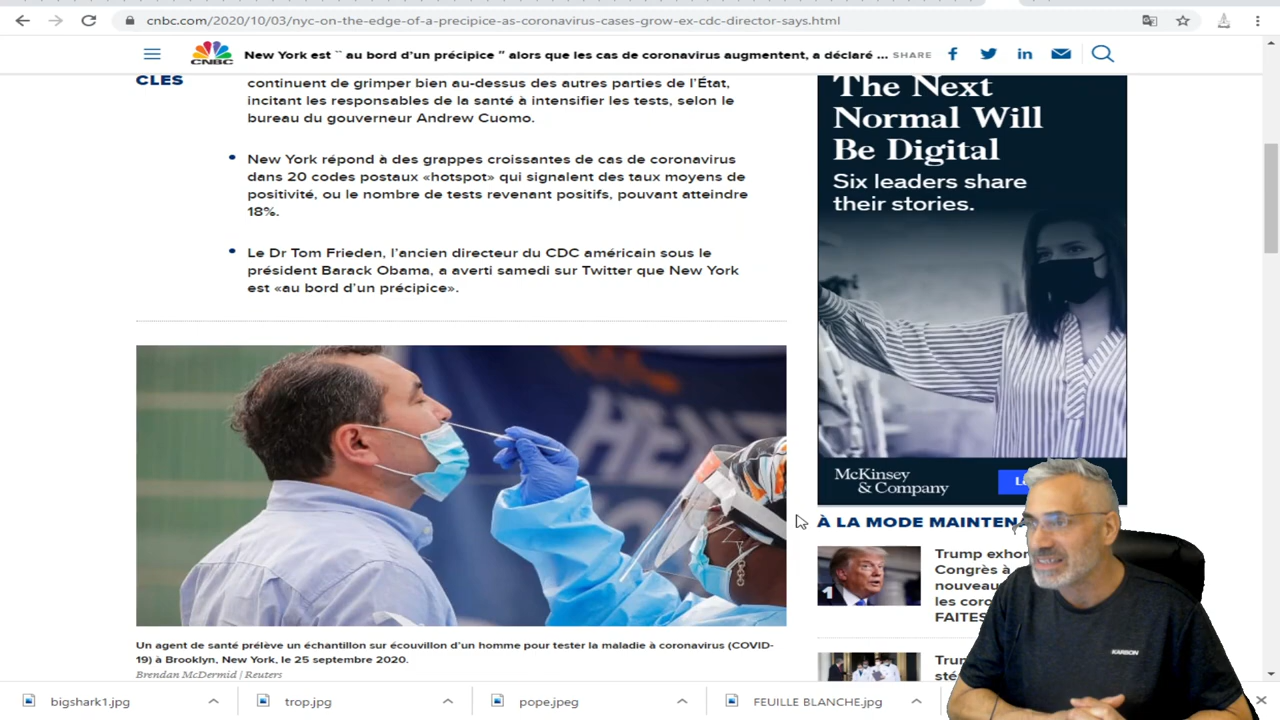 cnbc.com/2020/10/03/nyc-on-the-edge-of-a-precipice-as-coronavirus-cases-grow-ex-cdc-director-says.html
CNBC
New York est `` au bord d'un précipice '' alors que les cas de coronavirus augmentent, a déclaré ...
SHARE
CLÉS
continuent de grimper bien au-dessus des autres parties de l'État,
incitant les responsables de la santé à intensifier les tests, selon le
bureau du gouverneur Andrew Cuomo.
New York répond à des grappes croissantes de cas de coronavirus
dans 20 codes postaux «hotspot» qui signalent des taux moyens de
positivité, ou le nombre de tests revenant positifs, pouvant atteindre
18%.
Le Dr Tom Frieden, l'ancien directeur du CDC américain sous le
président Barack Obama, a averti samedi sur Twitter que New York
est «au bord d'un précipice».
Un agent de santé prélève un échantillon sur écouvillon d'un homme pour tester la maladie à coronavirus (COVID-
19) à Brooklyn, New York, le 25 septembre 2020.
Brendan McDermid | Reuters
The Next
Normal Will
Be Digital
Six leaders share
their stories.
McKinsey
& Company
À LA MODE MAINTEN
1
Trump exhor
Congrès à
nouveau
les coro
FAITES
Trum
KARBON
bigshark1.jpg
trop.jpg
pope.jpeg
FEUILLE BLANCHE.jpg